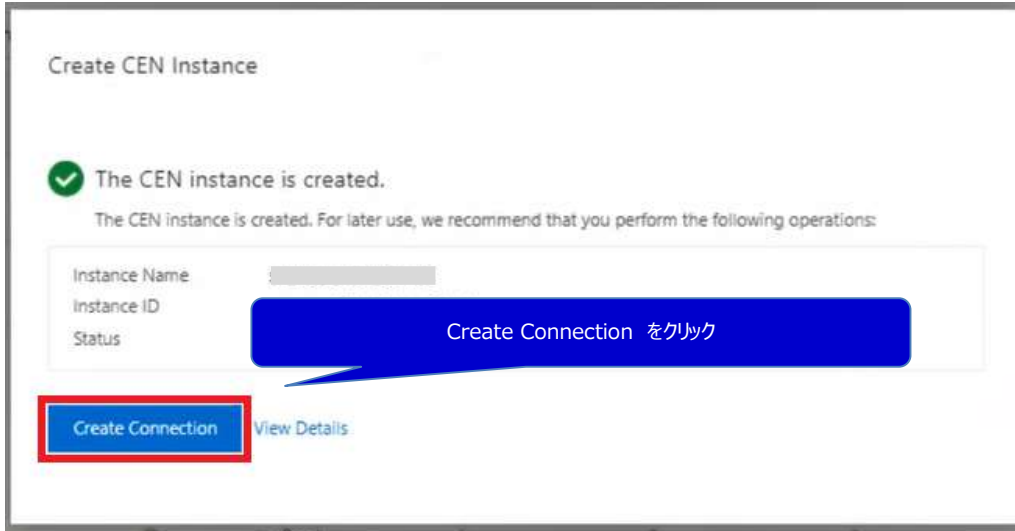 Create CEN Instance
The CEN instance is created.
The CEN instance is created. For later use, we recommend that you perform the following operations:
Instance Name
Instance ID
Status
Create Connection をクリック
Create Connection View Details